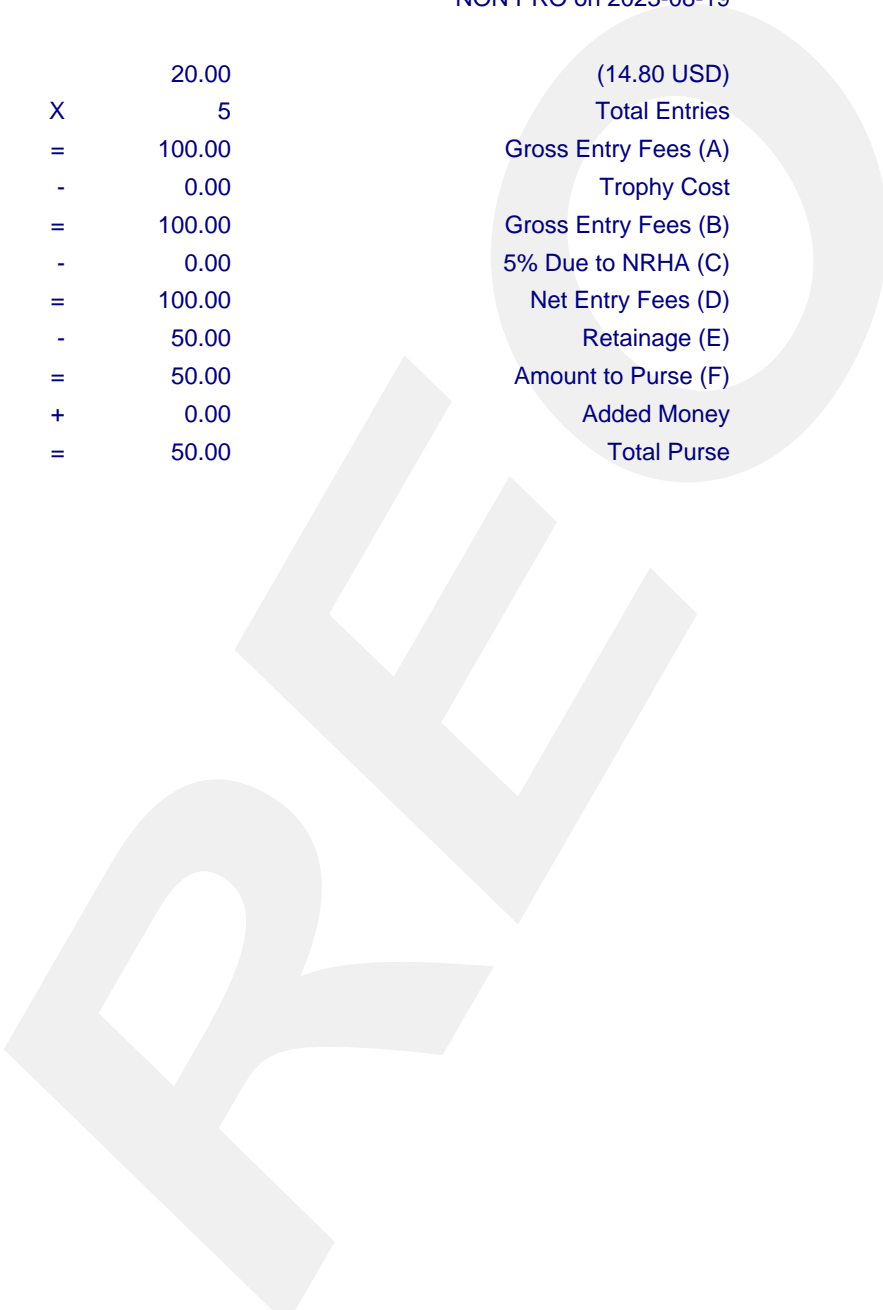 NON PRO on 2023-08-19
20.00 (14.80 USD)
X 5 Total Entries
= 100.00 Gross Entry Fees (A)
- 0.00 Trophy Cost
= 100.00 Gross Entry Fees (B)
- 0.00 5% Due to NRHA (C)
= 100.00 Net Entry Fees (D)
- 50.00 Retainage (E)
= 50.00 Amount to Purse (F)
+ 0.00 Added Money
= 50.00 Total Purse
REO